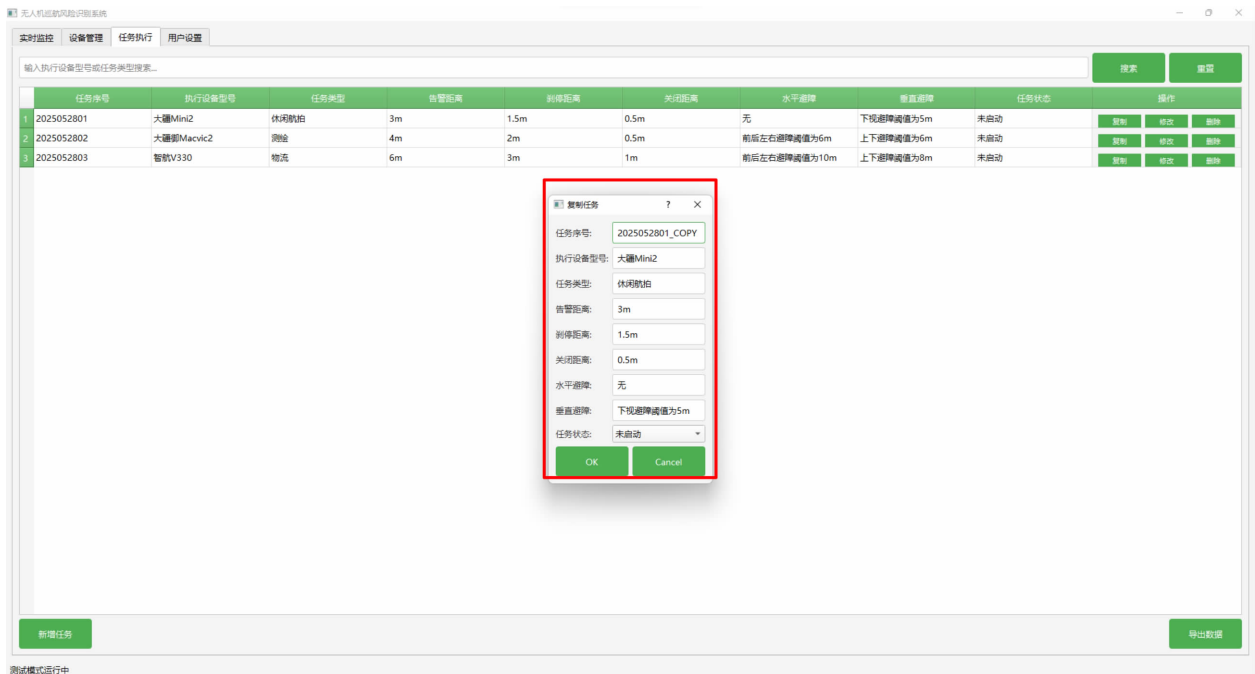 无人机巡航风险识别系统
实时监控 设备管理 任务执行 用户设置
输入执行设备型号或任务类型搜索... 搜索 重置
任务序号 执行设备型号 任务类型 告警距离 刹停距离 关闭距离 水平避障 垂直避障 任务状态 操作
1 2025052801 大疆Mini2 休闲航拍 3m 1.5m 0.5m 无 下视避障阈值为5m 未启动 复制 修改 删除
2 2025052802 大疆御Macvic2 测绘 4m 2m 0.5m 前后左右避障阈值为6m 上下避障阈值为6m 未启动 复制 修改 删除
3 2025052803 智航V330 物流 6m 3m 1m 前后左右避障阈值为10m 上下避障阈值为8m 未启动 复制 修改 删除
复制任务 ?
任务序号: 2025052801_COPY
执行设备型号: 大疆Mini2
任务类型: 休闲航拍
告警距离: 3m
刹停距离: 1.5m
关闭距离: 0.5m
水平避障: 无
垂直避障: 下视避障阈值为5m
任务状态: 未启动
OK Cancel
新增任务 导出数据
测试模式运行中